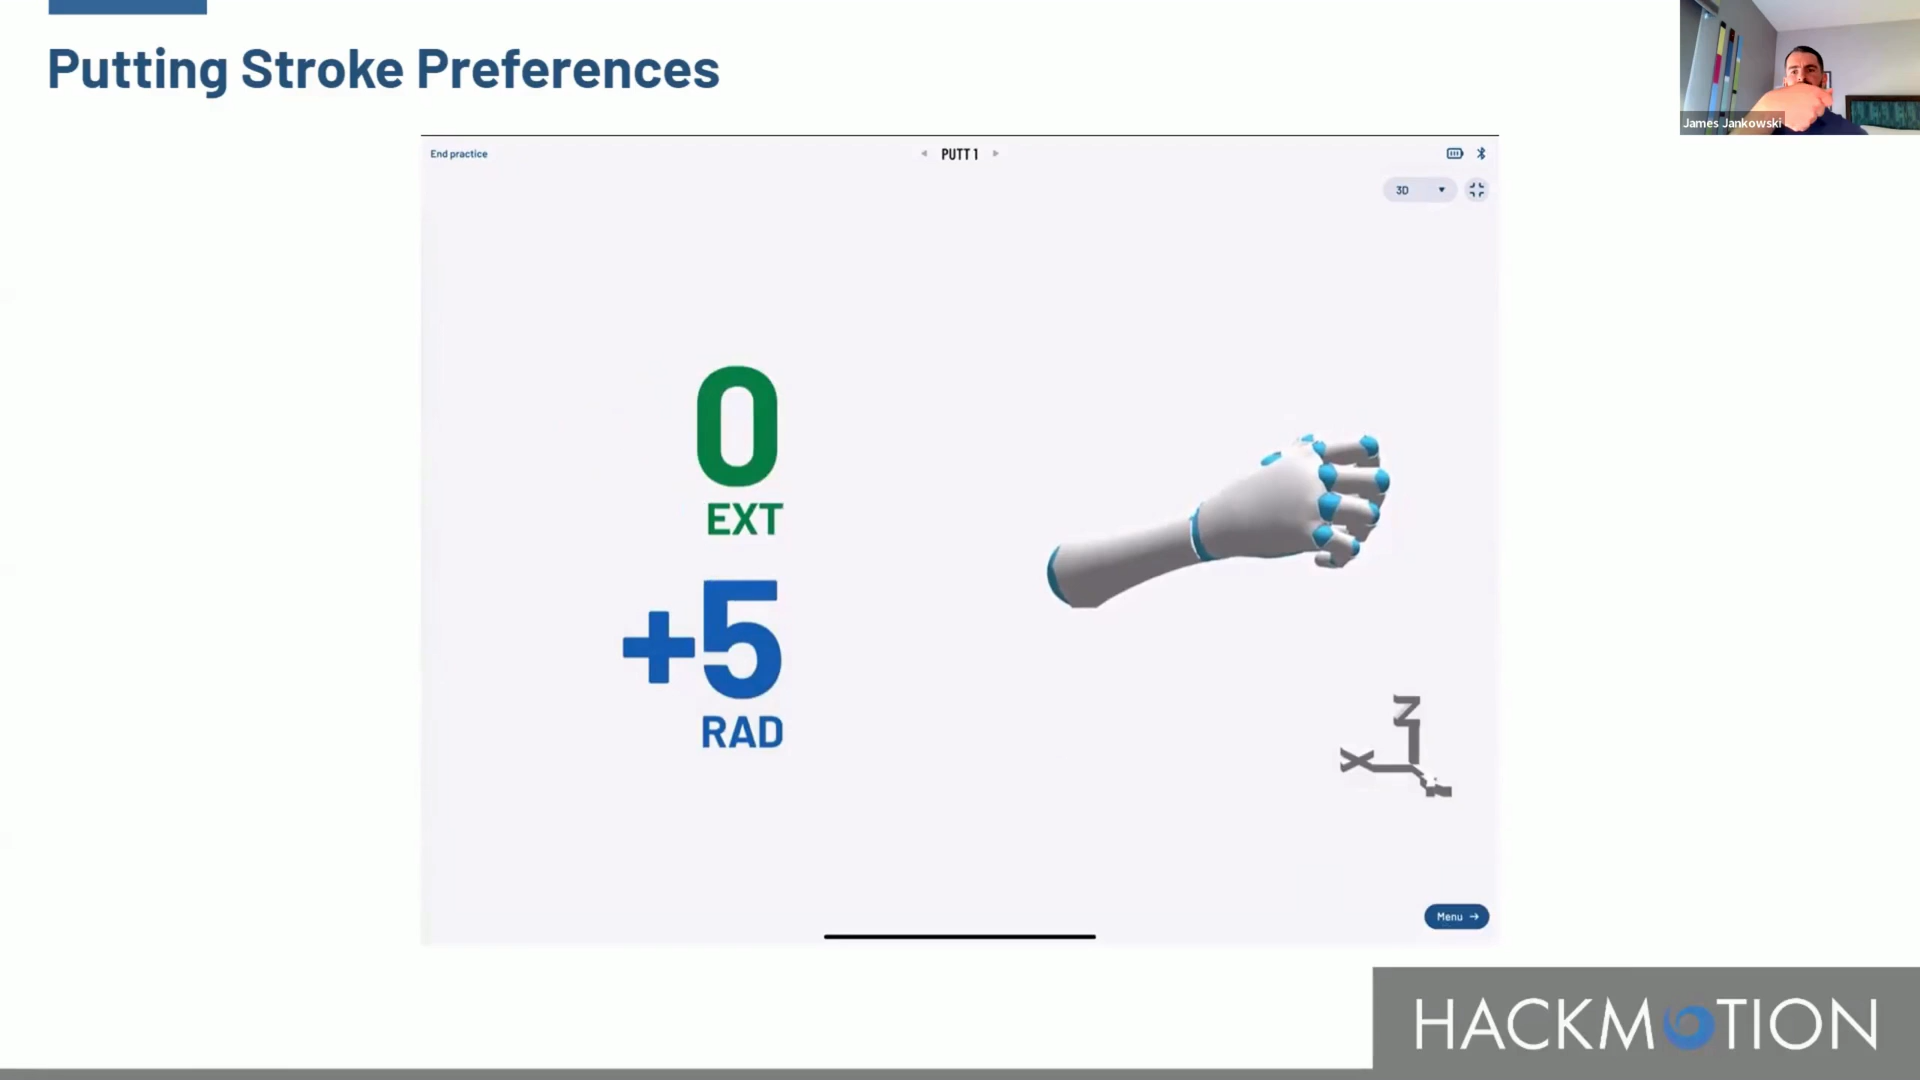 Putting Stroke Preferences
James Jankowski
End practice
PUTT 1
3D
0
EXT
+5
RAD
Z
X
Menu →
HACKMOTION